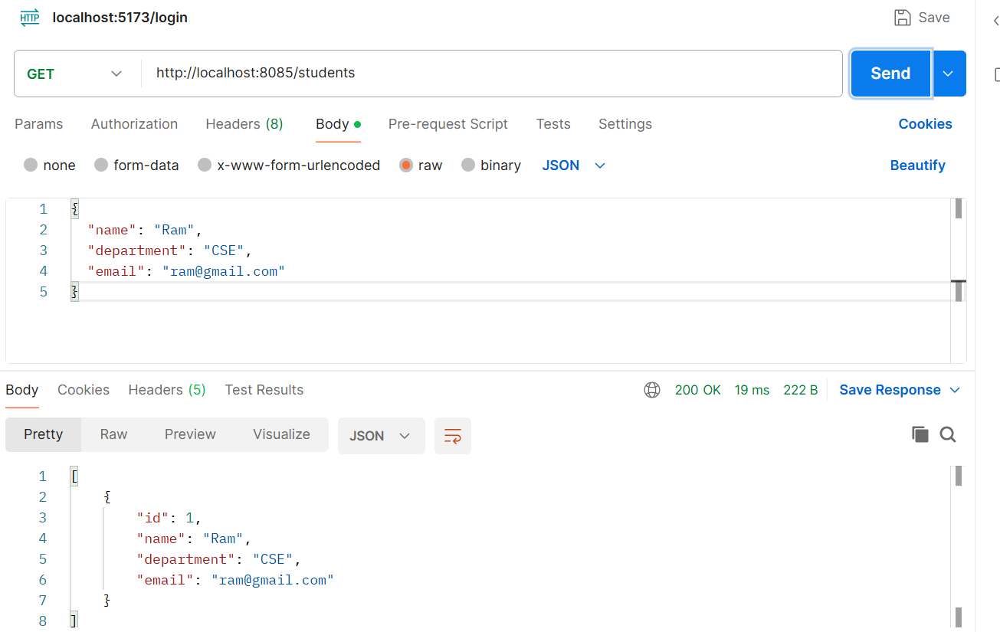 HTTP localhost:5173/login Save
GET http://localhost:8085/students Send
Params Authorization Headers (8) Body Pre-request Script Tests Settings Cookies
none form-data x-www-form-urlencoded raw binary JSON Beautify
1 {
2 "name": "Ram",
3 "department": "CSE",
4 "email": "ram@gmail.com"
5 }
Body Cookies Headers (5) Test Results 200 OK 19 ms 222 B Save Response
Pretty Raw Preview Visualize JSON
1 [
2 {
3 "id": 1,
4 "name": "Ram",
5 "department": "CSE",
6 "email": "ram@gmail.com"
7 }
8 ]